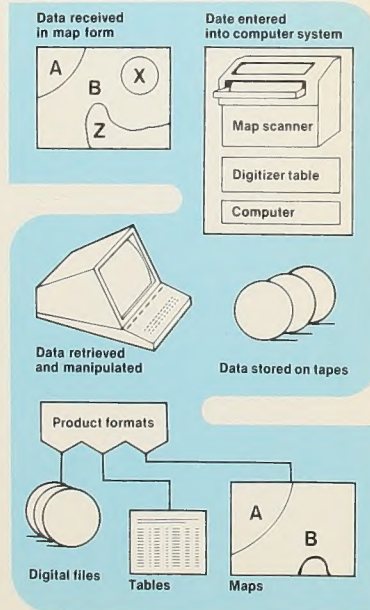 Data received
in map form
A
B
X
Z
Date entered
into computer system
Map scanner
Digitizer table
Computer
Data retrieved
and manipulated
Data stored on tapes
Product formats
Digital files
Tables
A
B
Maps